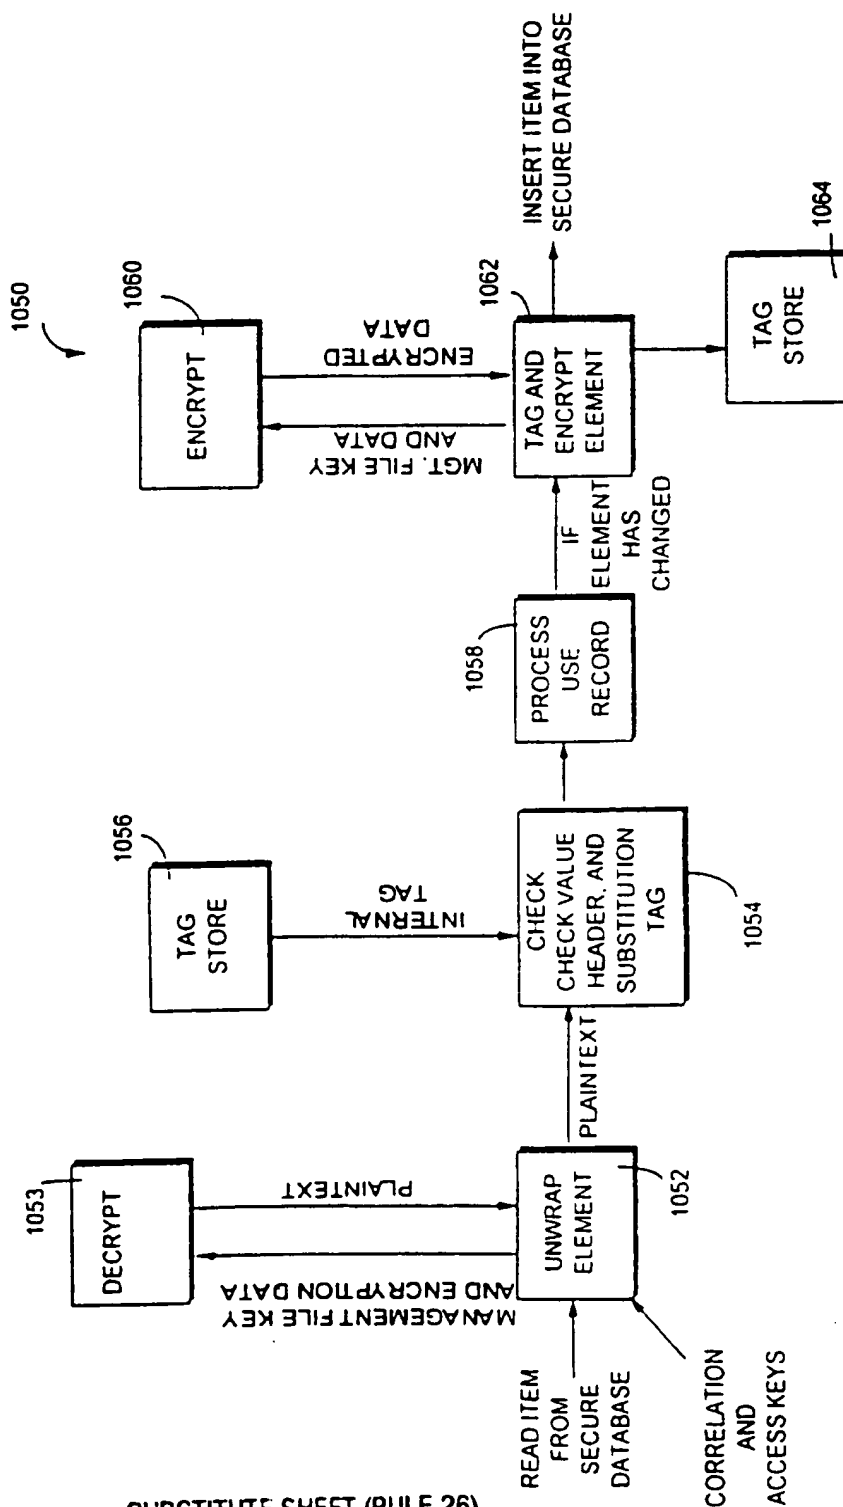 1050
READ ITEM
FROM
SECURE
DATABASE
CORRELATION
AND
ACCESS KEYS
UNWRAP
ELEMENT
1052
MANAGEMENT FILE KEY
AND ENCRYPTION DATA
PLAINTEXT
DECRYPT
1053
PLAINTEXT
CHECK
CHECK VALUE
HEADER, AND
SUBSTITUTION
TAG
1054
INTERNAL
TAG
TAG
STORE
1056
PROCESS
USE
RECORD
1058
IF
ELEMENT
HAS
CHANGED
TAG AND
ENCRYPT
ELEMENT
1062
MGT. FILE KEY
AND DATA
ENCRYPTED
DATA
ENCRYPT
1060
INSERT ITEM INTO
SECURE DATABASE
TAG
STORE
1064
SUBSTITUTE SHEET (RULE 26)